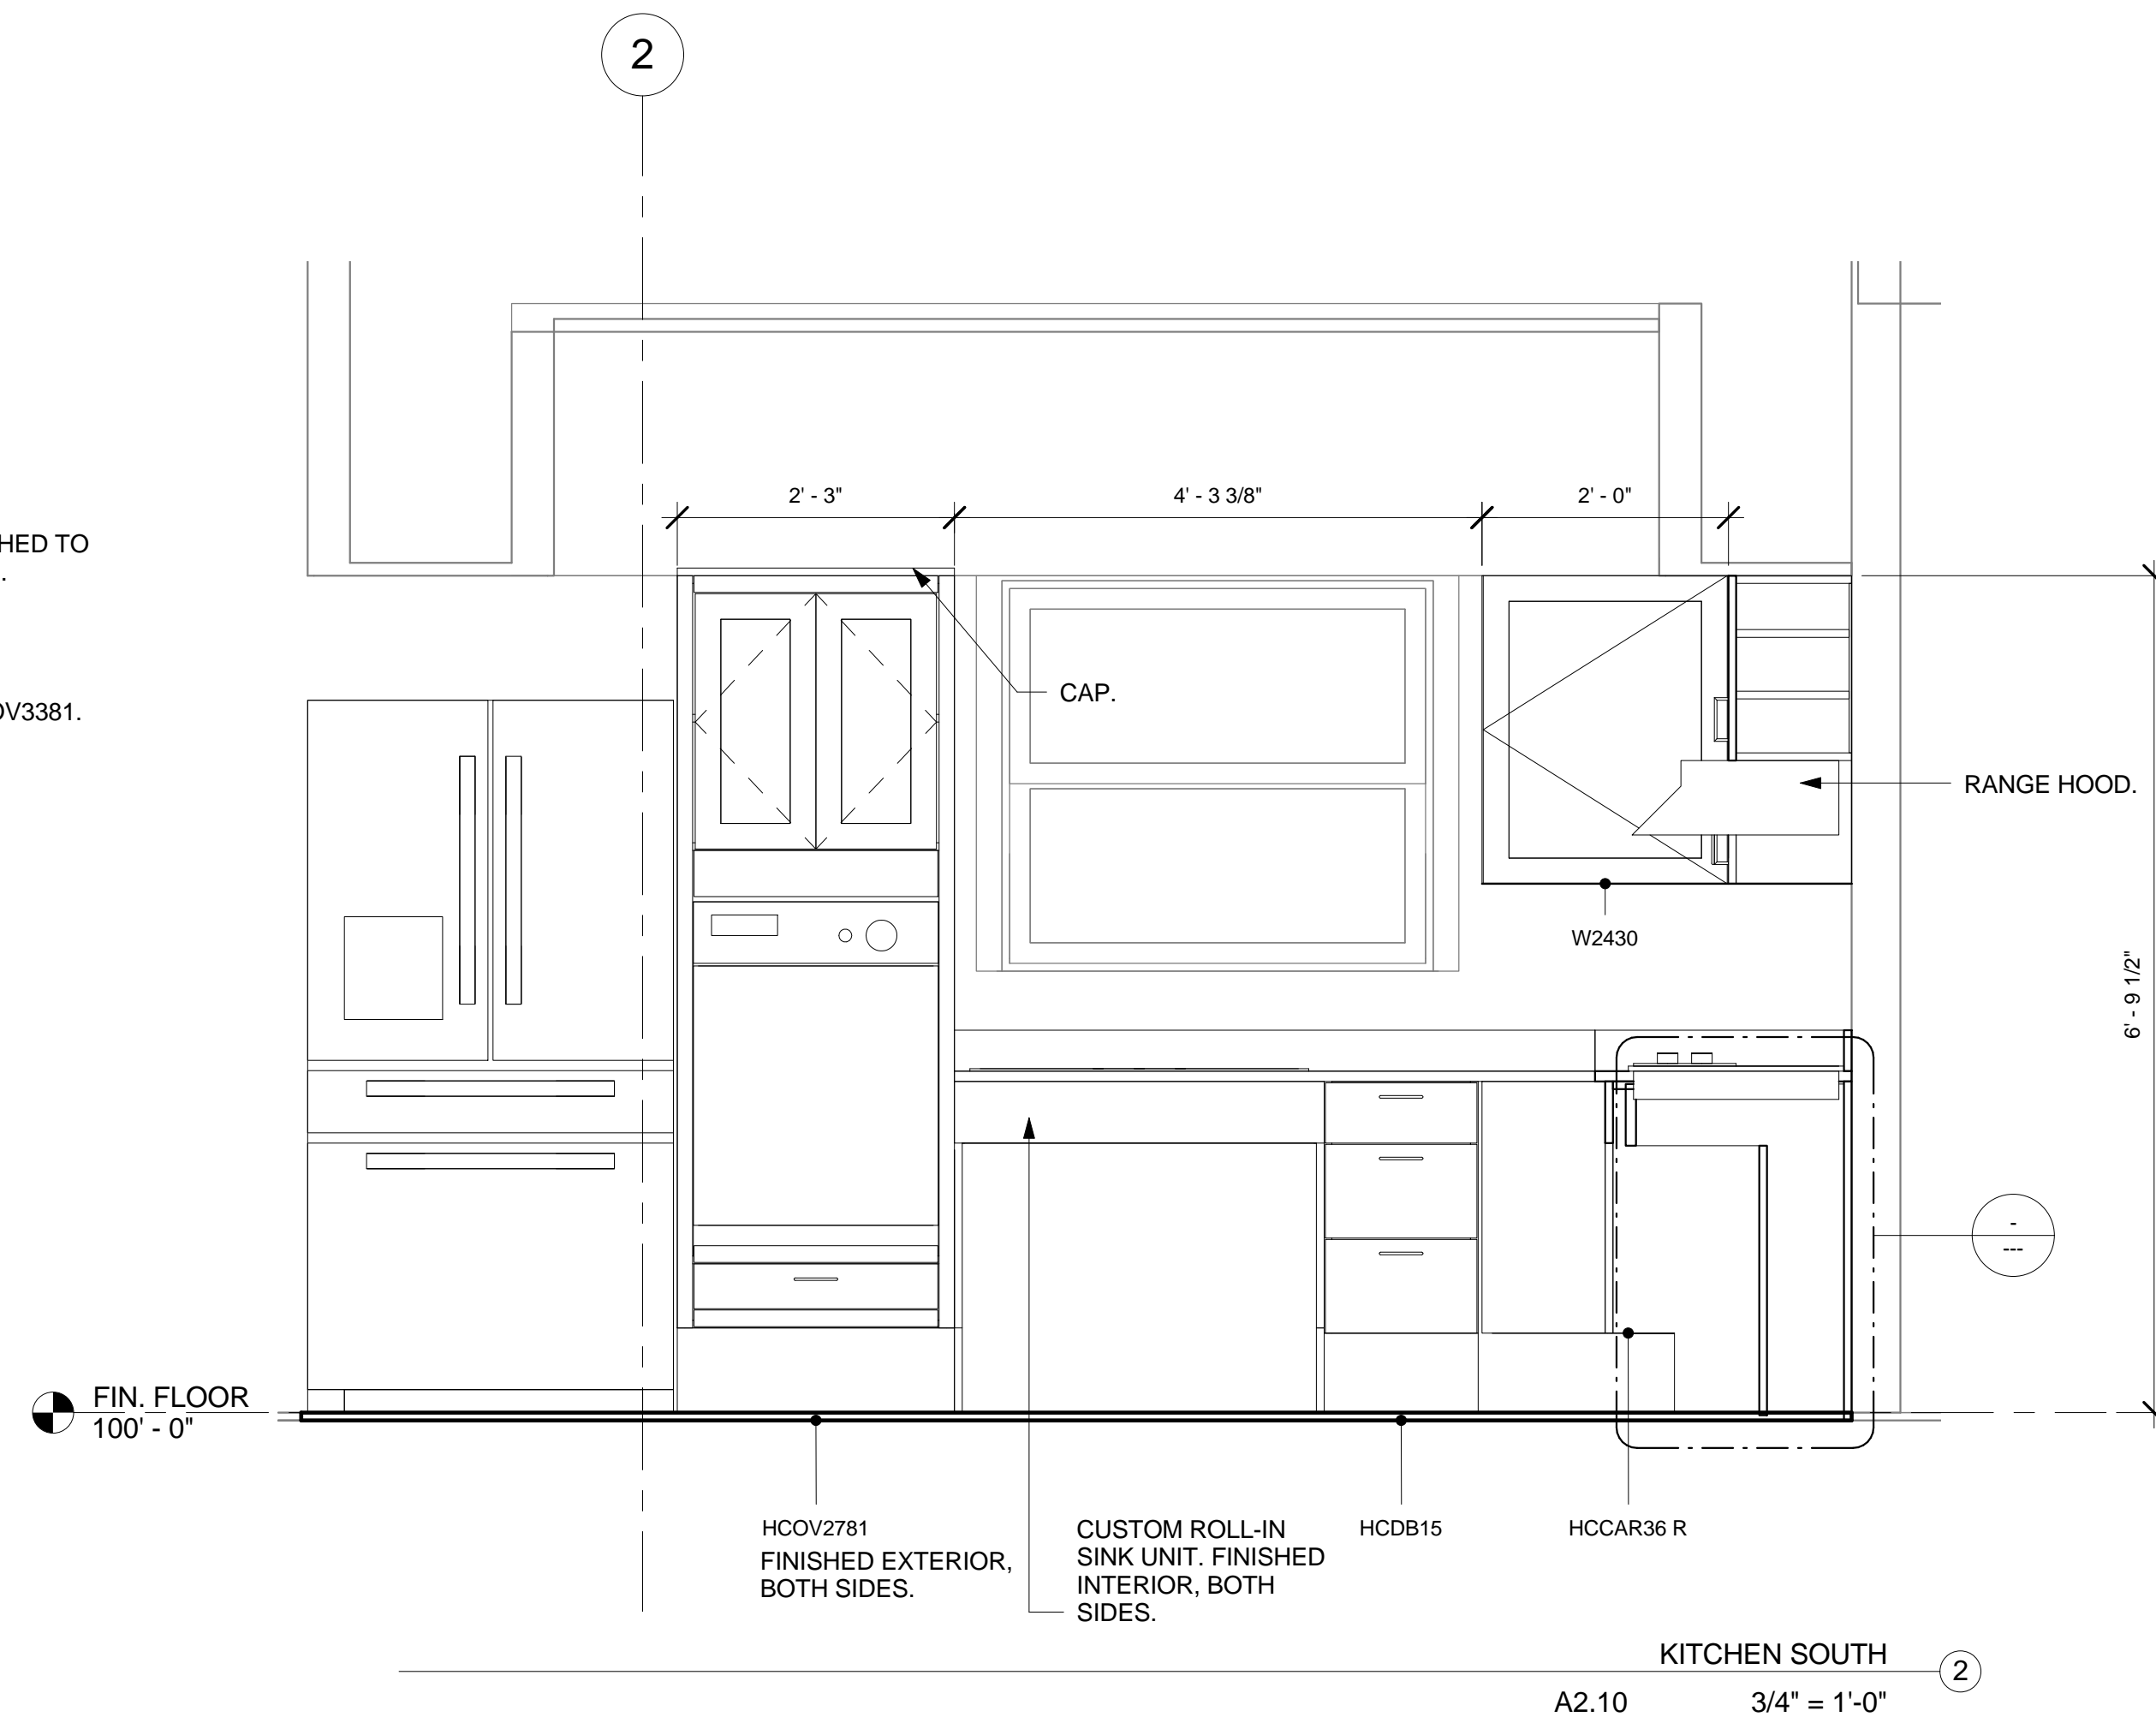 2
2' - 3"
4' - 3 3/8"
2' - 0"
HED TO
.
CAP.
V3381.
RANGE HOOD.
W2430
6' - 9 1/2"
-
---
FIN. FLOOR
100' - 0"
HCOV2781
FINISHED EXTERIOR,
BOTH SIDES.
CUSTOM ROLL-IN
SINK UNIT. FINISHED
INTERIOR, BOTH
SIDES.
HCDB15
HCCAR36 R
KITCHEN SOUTH
2
A2.10
3/4" = 1'-0"